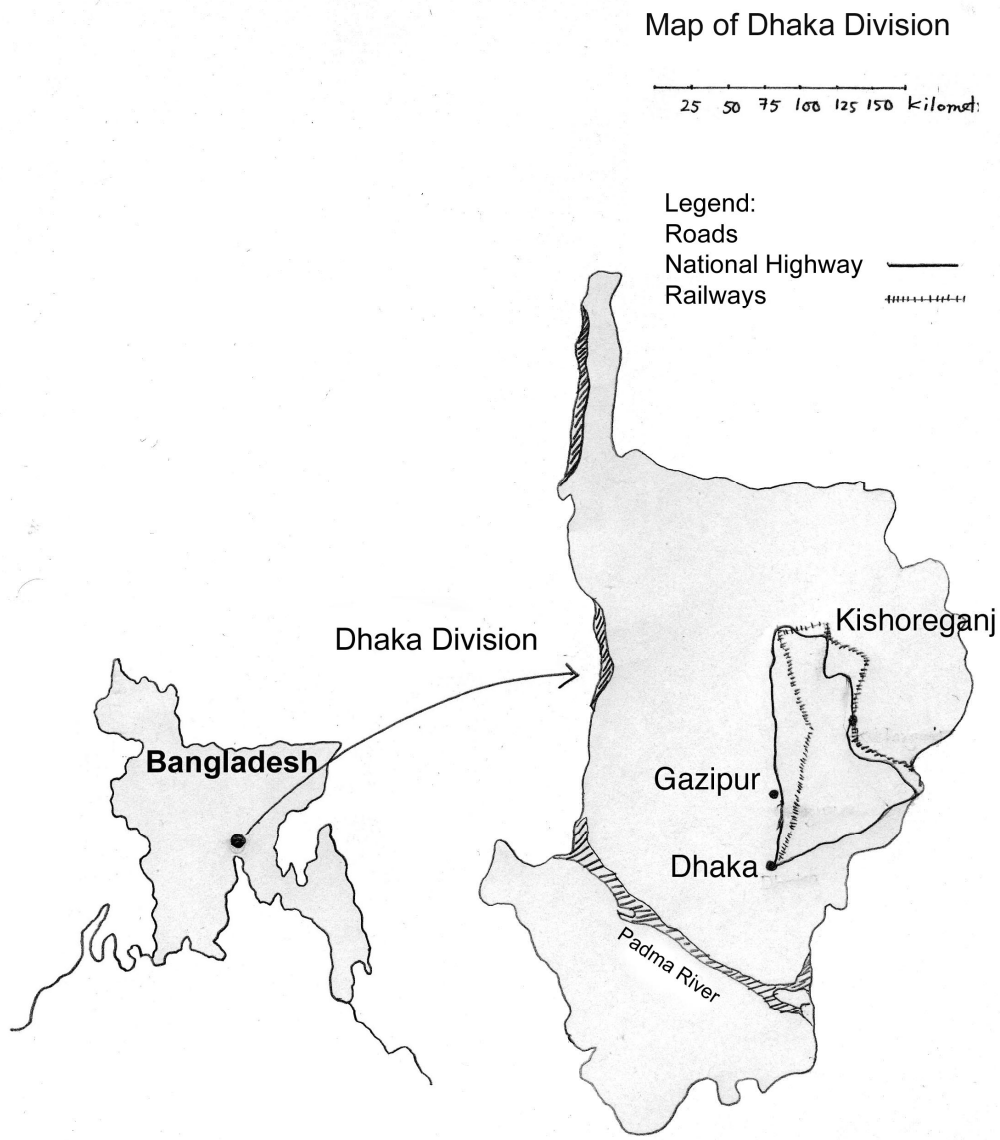 Map of Dhaka Division
25 50 75 100 125 150 Kilomet
Legend:
Roads
National Highway
Railways
Kishoreganj
Dhaka Division
Bangladesh
Gazipur
Dhaka
Padma River